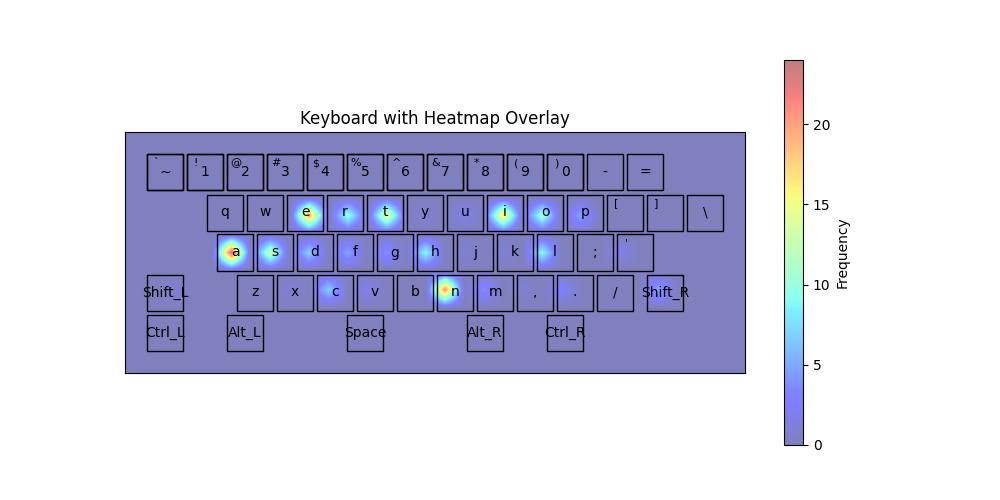 Keyboard with Heatmap Overlay
` ~ ! 1 @ 2 # 3 $ 4 % 5 ^ 6 & 7 * 8 ( 9 ) 0 - =
q w e r t y u i o p [ ] \
a s d f g h j k l ; '
Shift_L z x c v b n m , . / Shift_R
Ctrl_L Alt_L Space Alt_R Ctrl_R
20
15
10
5
0
Frequency